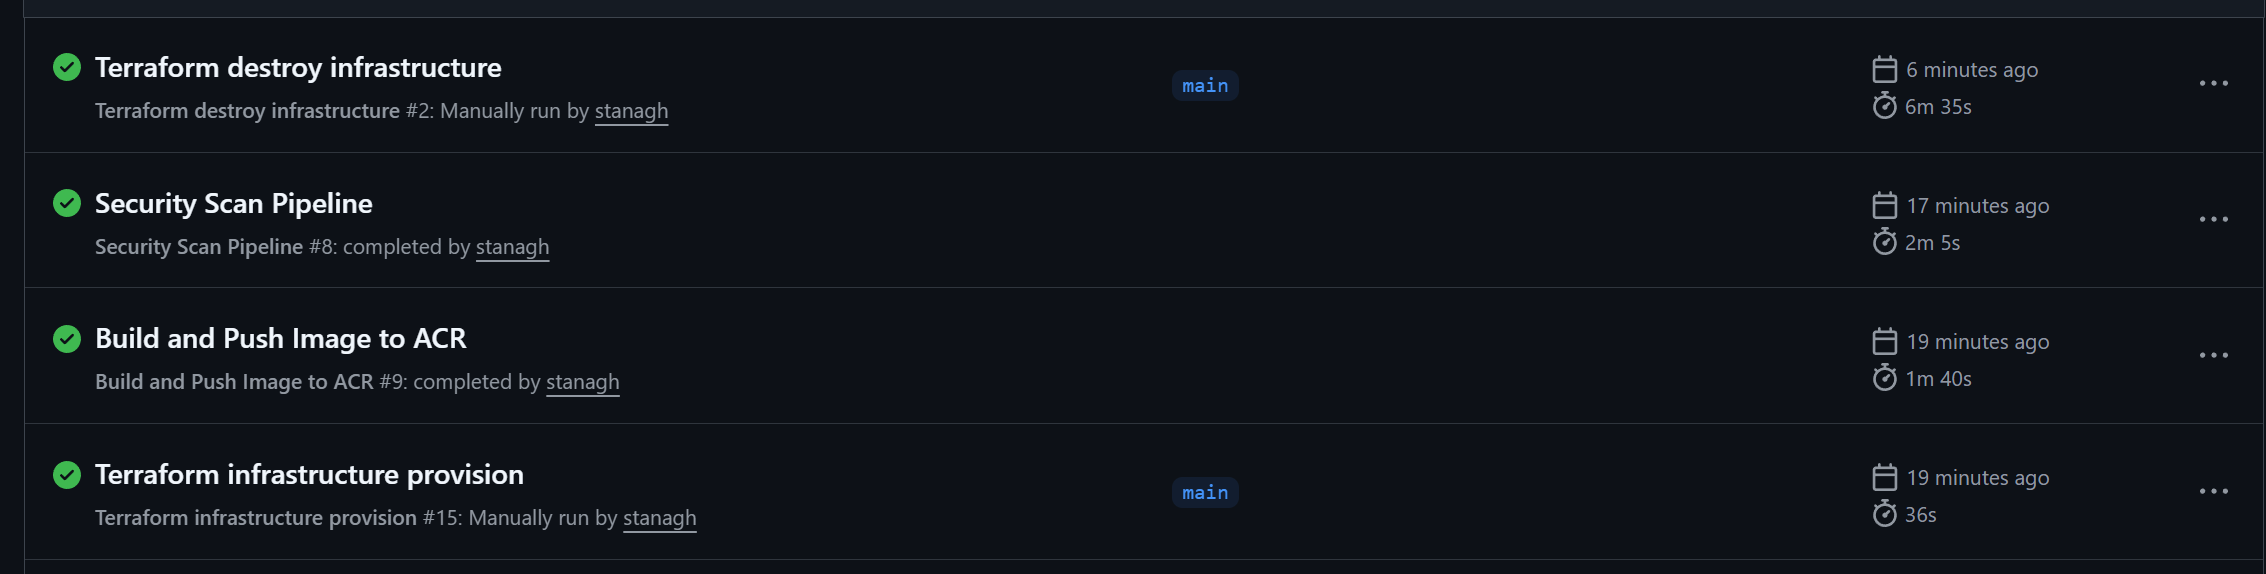 Terraform destroy infrastructure
Terraform destroy infrastructure #2: Manually run by stanagh
main
6 minutes ago
6m 35s
Security Scan Pipeline
Security Scan Pipeline #8: completed by stanagh
17 minutes ago
2m 5s
Build and Push Image to ACR
Build and Push Image to ACR #9: completed by stanagh
19 minutes ago
1m 40s
Terraform infrastructure provision
Terraform infrastructure provision #15: Manually run by stanagh
main
19 minutes ago
36s